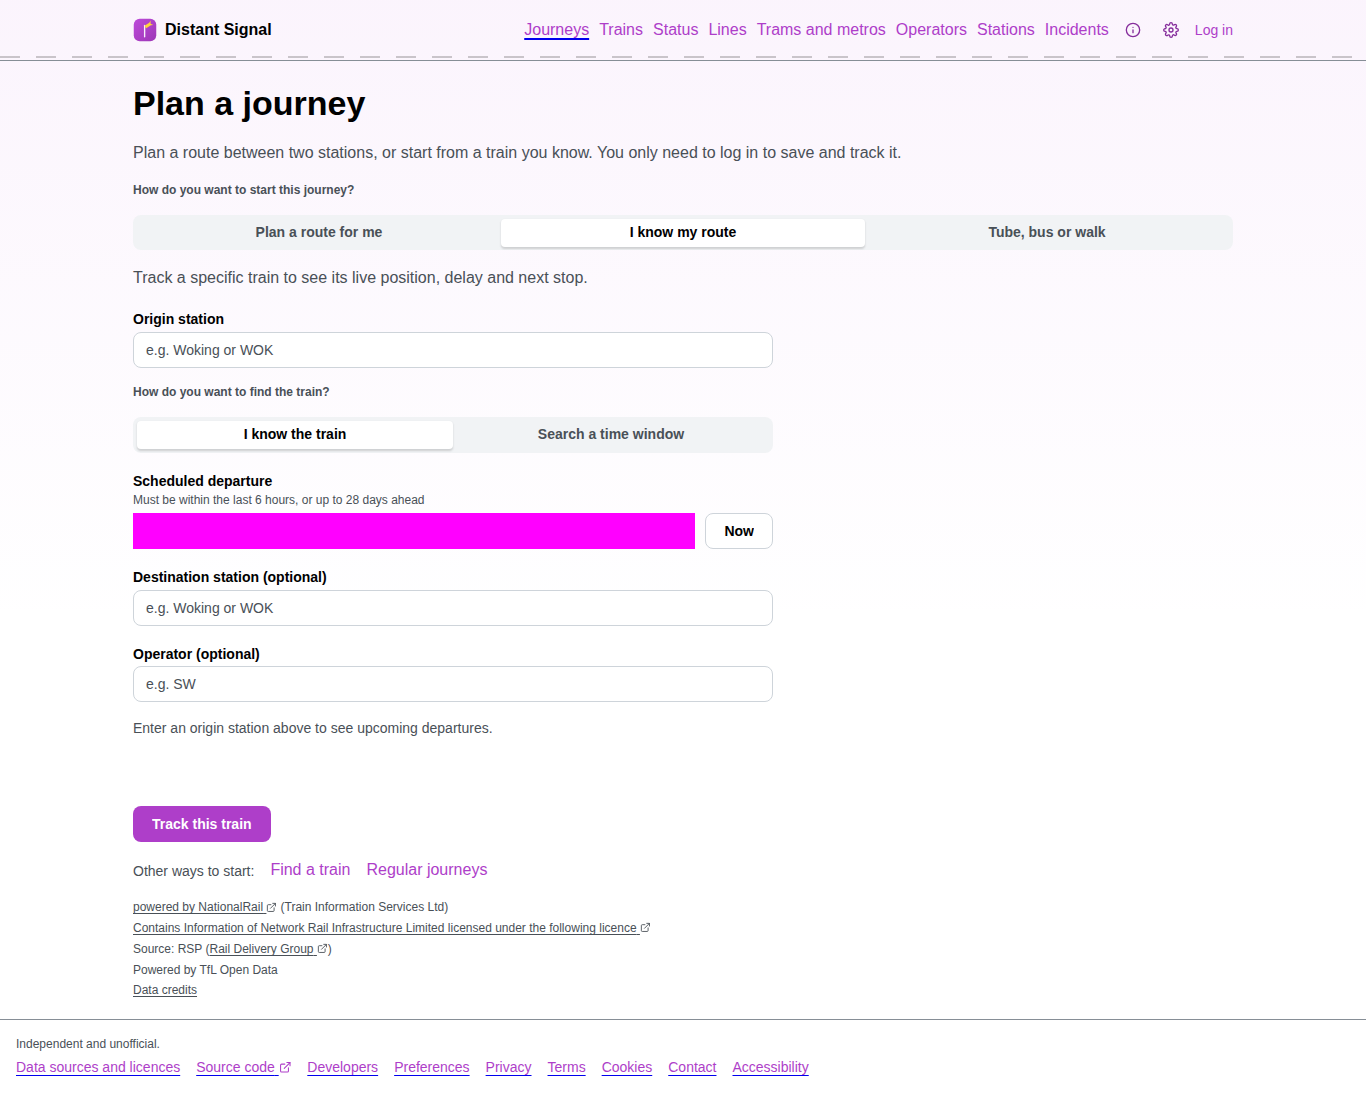 Distant Signal
Journeys Trains Status Lines Trams and metros Operators Stations Incidents Log in
Plan a journey
Plan a route between two stations, or start from a train you know. You only need to log in to save and track it.
How do you want to start this journey?
Plan a route for me I know my route Tube, bus or walk
Track a specific train to see its live position, delay and next stop.
Origin station
e.g. Woking or WOK
How do you want to find the train?
I know the train Search a time window
Scheduled departure
Must be within the last 6 hours, or up to 28 days ahead
Now
Destination station (optional)
e.g. Woking or WOK
Operator (optional)
e.g. SW
Enter an origin station above to see upcoming departures.
Track this train
Other ways to start: Find a train Regular journeys
powered by NationalRail (Train Information Services Ltd)
Contains Information of Network Rail Infrastructure Limited licensed under the following licence
Source: RSP (Rail Delivery Group)
Powered by TfL Open Data
Data credits
Independent and unofficial.
Data sources and licences Source code Developers Preferences Privacy Terms Cookies Contact Accessibility